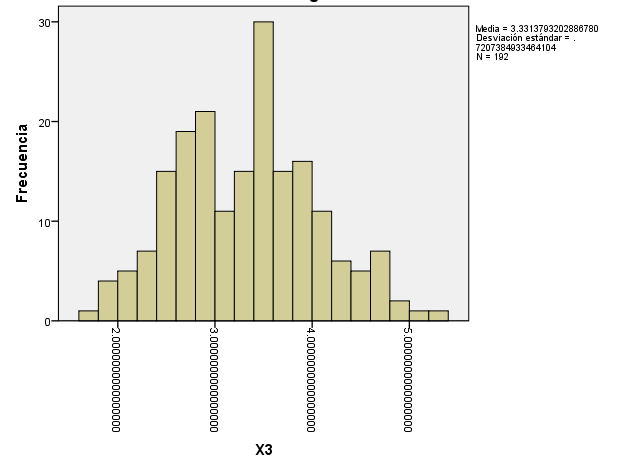 30
20
10
0
Frecuencia
2.0000000000000000
3.0000000000000000
4.0000000000000000
5.0000000000000000
X3
Media = 3.3313793202886780
Desviación estándar = .
7207384933464104
N = 192